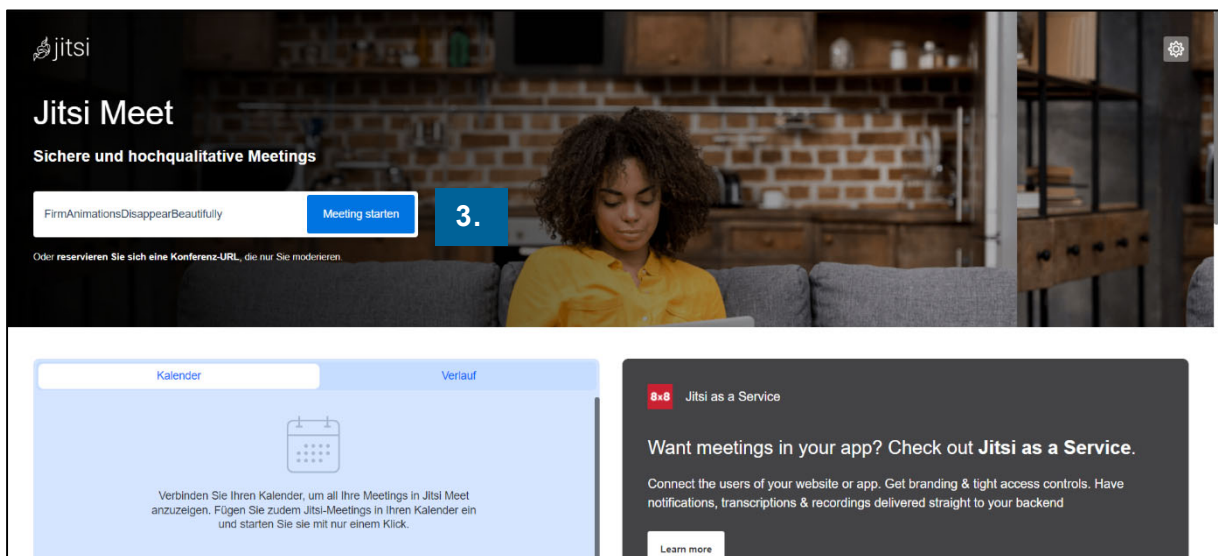 jitsi
Jitsi Meet
Sichere und hochqualitative Meetings
FirmAnimationsDisappearBeautifully
Meeting starten
3.
Oder reservieren Sie sich eine Konferenz-URL, die nur Sie moderieren.
Kalender
Verlauf
Verbinden Sie Ihren Kalender, um all Ihre Meetings in Jitsi Meet
anzuzeigen. Fügen Sie zudem Jitsi-Meetings in Ihren Kalender ein
und starten Sie sie mit nur einem Klick.
8x8
Jitsi as a Service
Want meetings in your app? Check out Jitsi as a Service.
Connect the users of your website or app. Get branding & tight access controls. Have
notifications, transcriptions & recordings delivered straight to your backend
Learn more